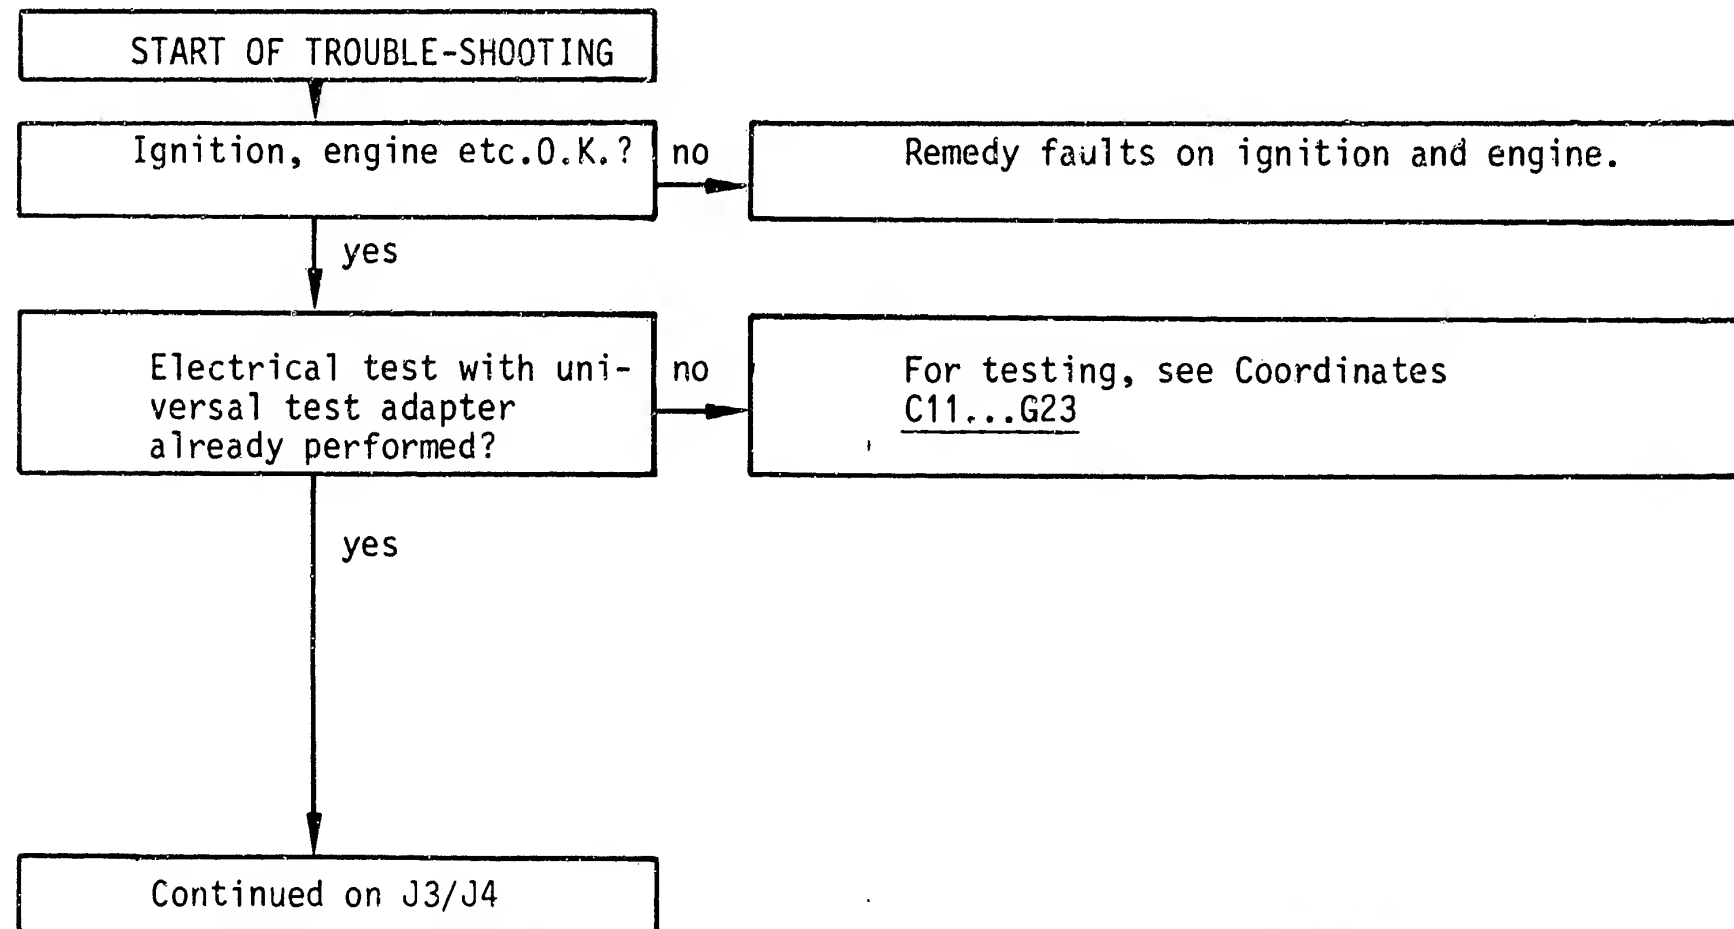 START OF TROUBLE-SHOOTING
Ignition, engine etc.O.K.?
no
Remedy faults on ignition and engine.
yes
Electrical test with uni-
versal test adapter
already performed?
no
For testing, see Coordinates
C11...G23
yes
Continued on J3/J4